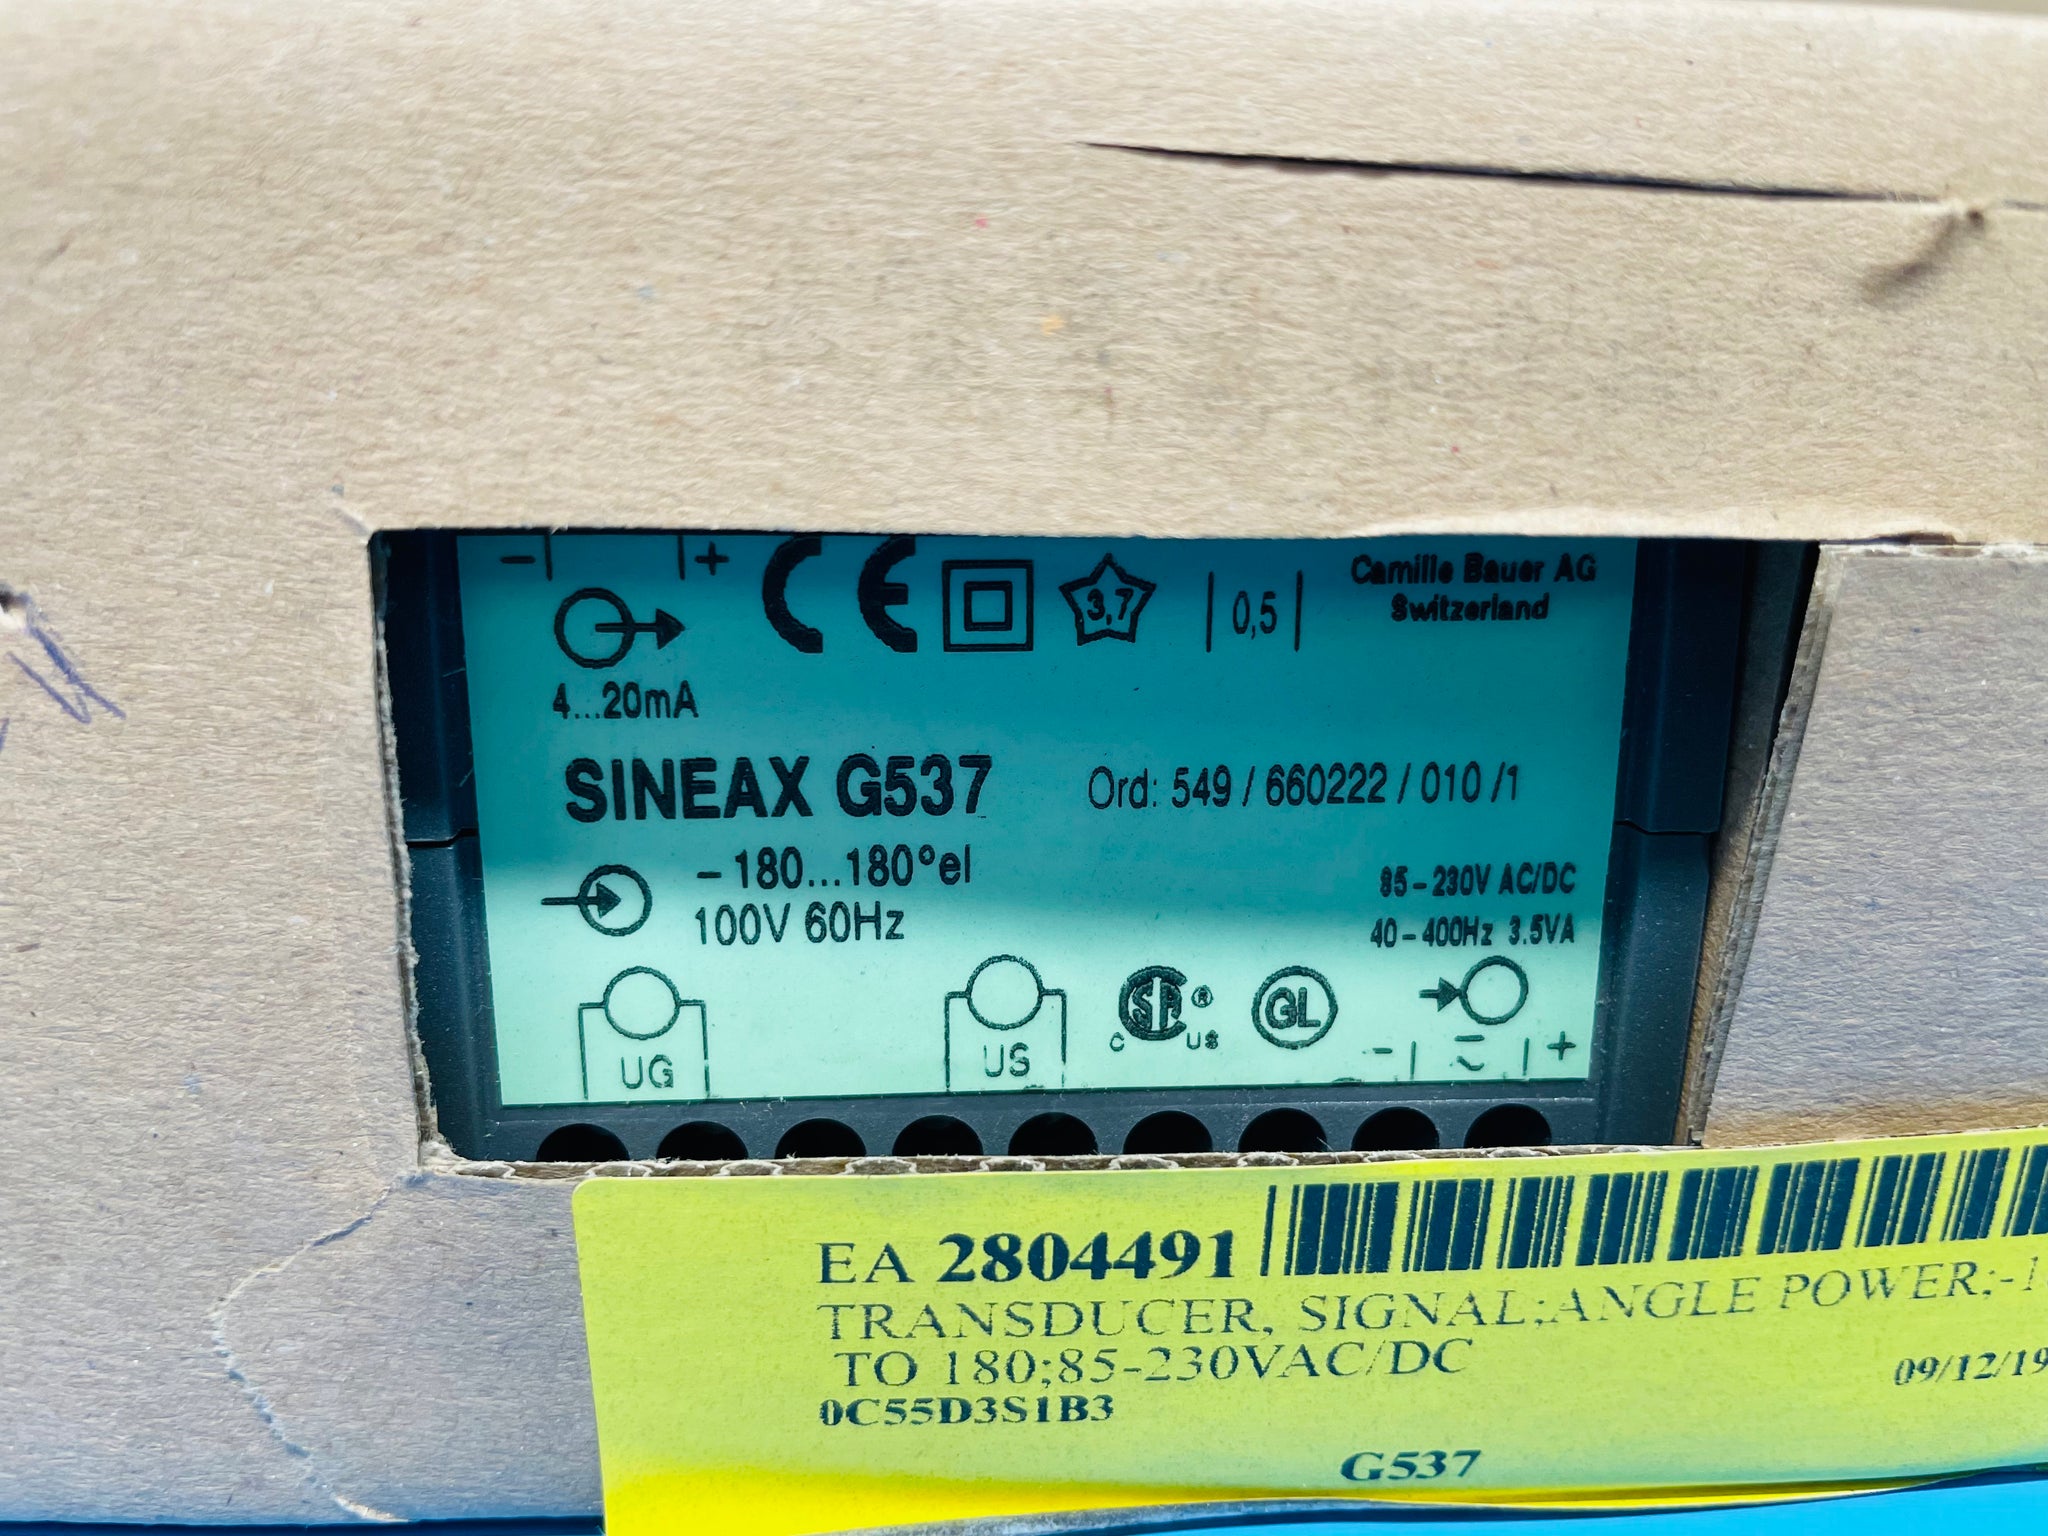 − +
CE 3,7 0,5
Camille Bauer AG
Switzerland
4...20mA
SINEAX G537
Ord: 549 / 660222 / 010 /1
−180...180°el
100V 60Hz
85−230V AC/DC
40−400Hz 3.5VA
UG
US
C SA ® US
GL
− +
EA 2804491
TRANSDUCER, SIGNAL;ANGLE POWER;-1
TO 180;85-230VAC/DC
09/12/19
0C55D3S1B3
G537